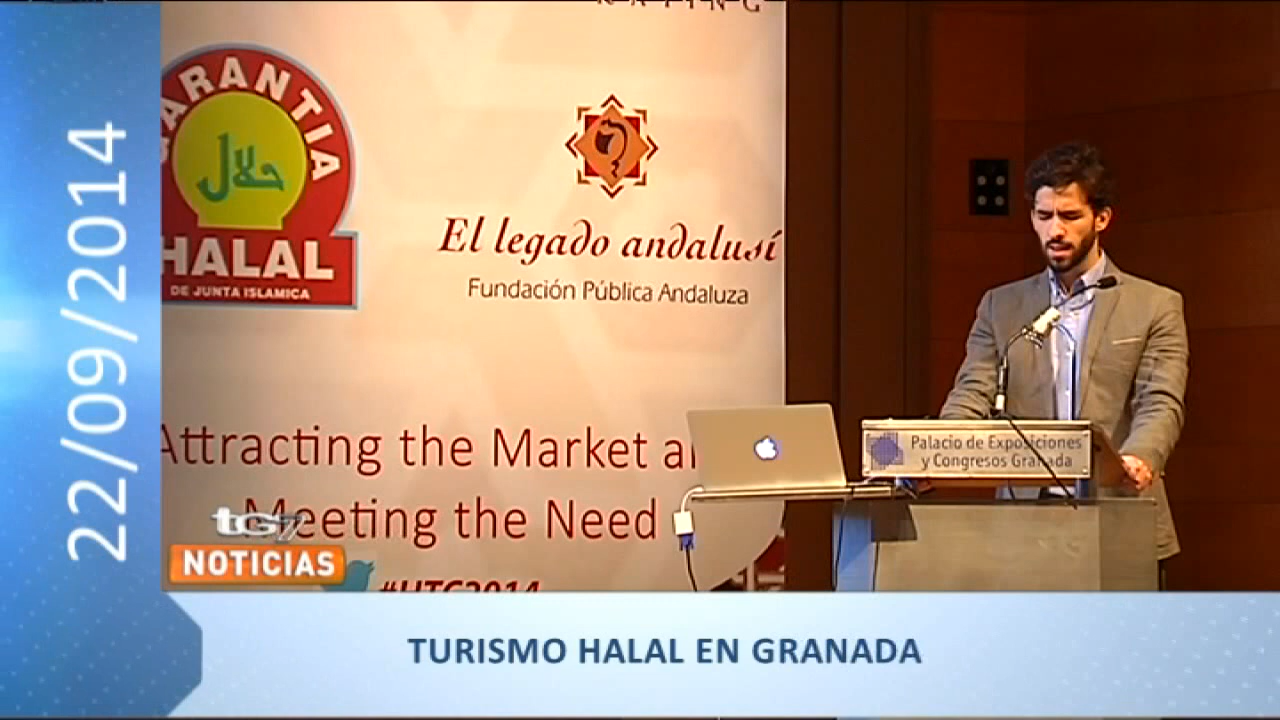 22/09/2014
GARANTIA
حلال
HALAL
DE JUNTA ISLAMICA
El legado andalusí
Fundación Pública Andaluza
Attracting the Market
Meeting the Need
#HTG2014
Palacio de Exposiciones
y Congresos Granada
tG7
NOTICIAS
TURISMO HALAL EN GRANADA